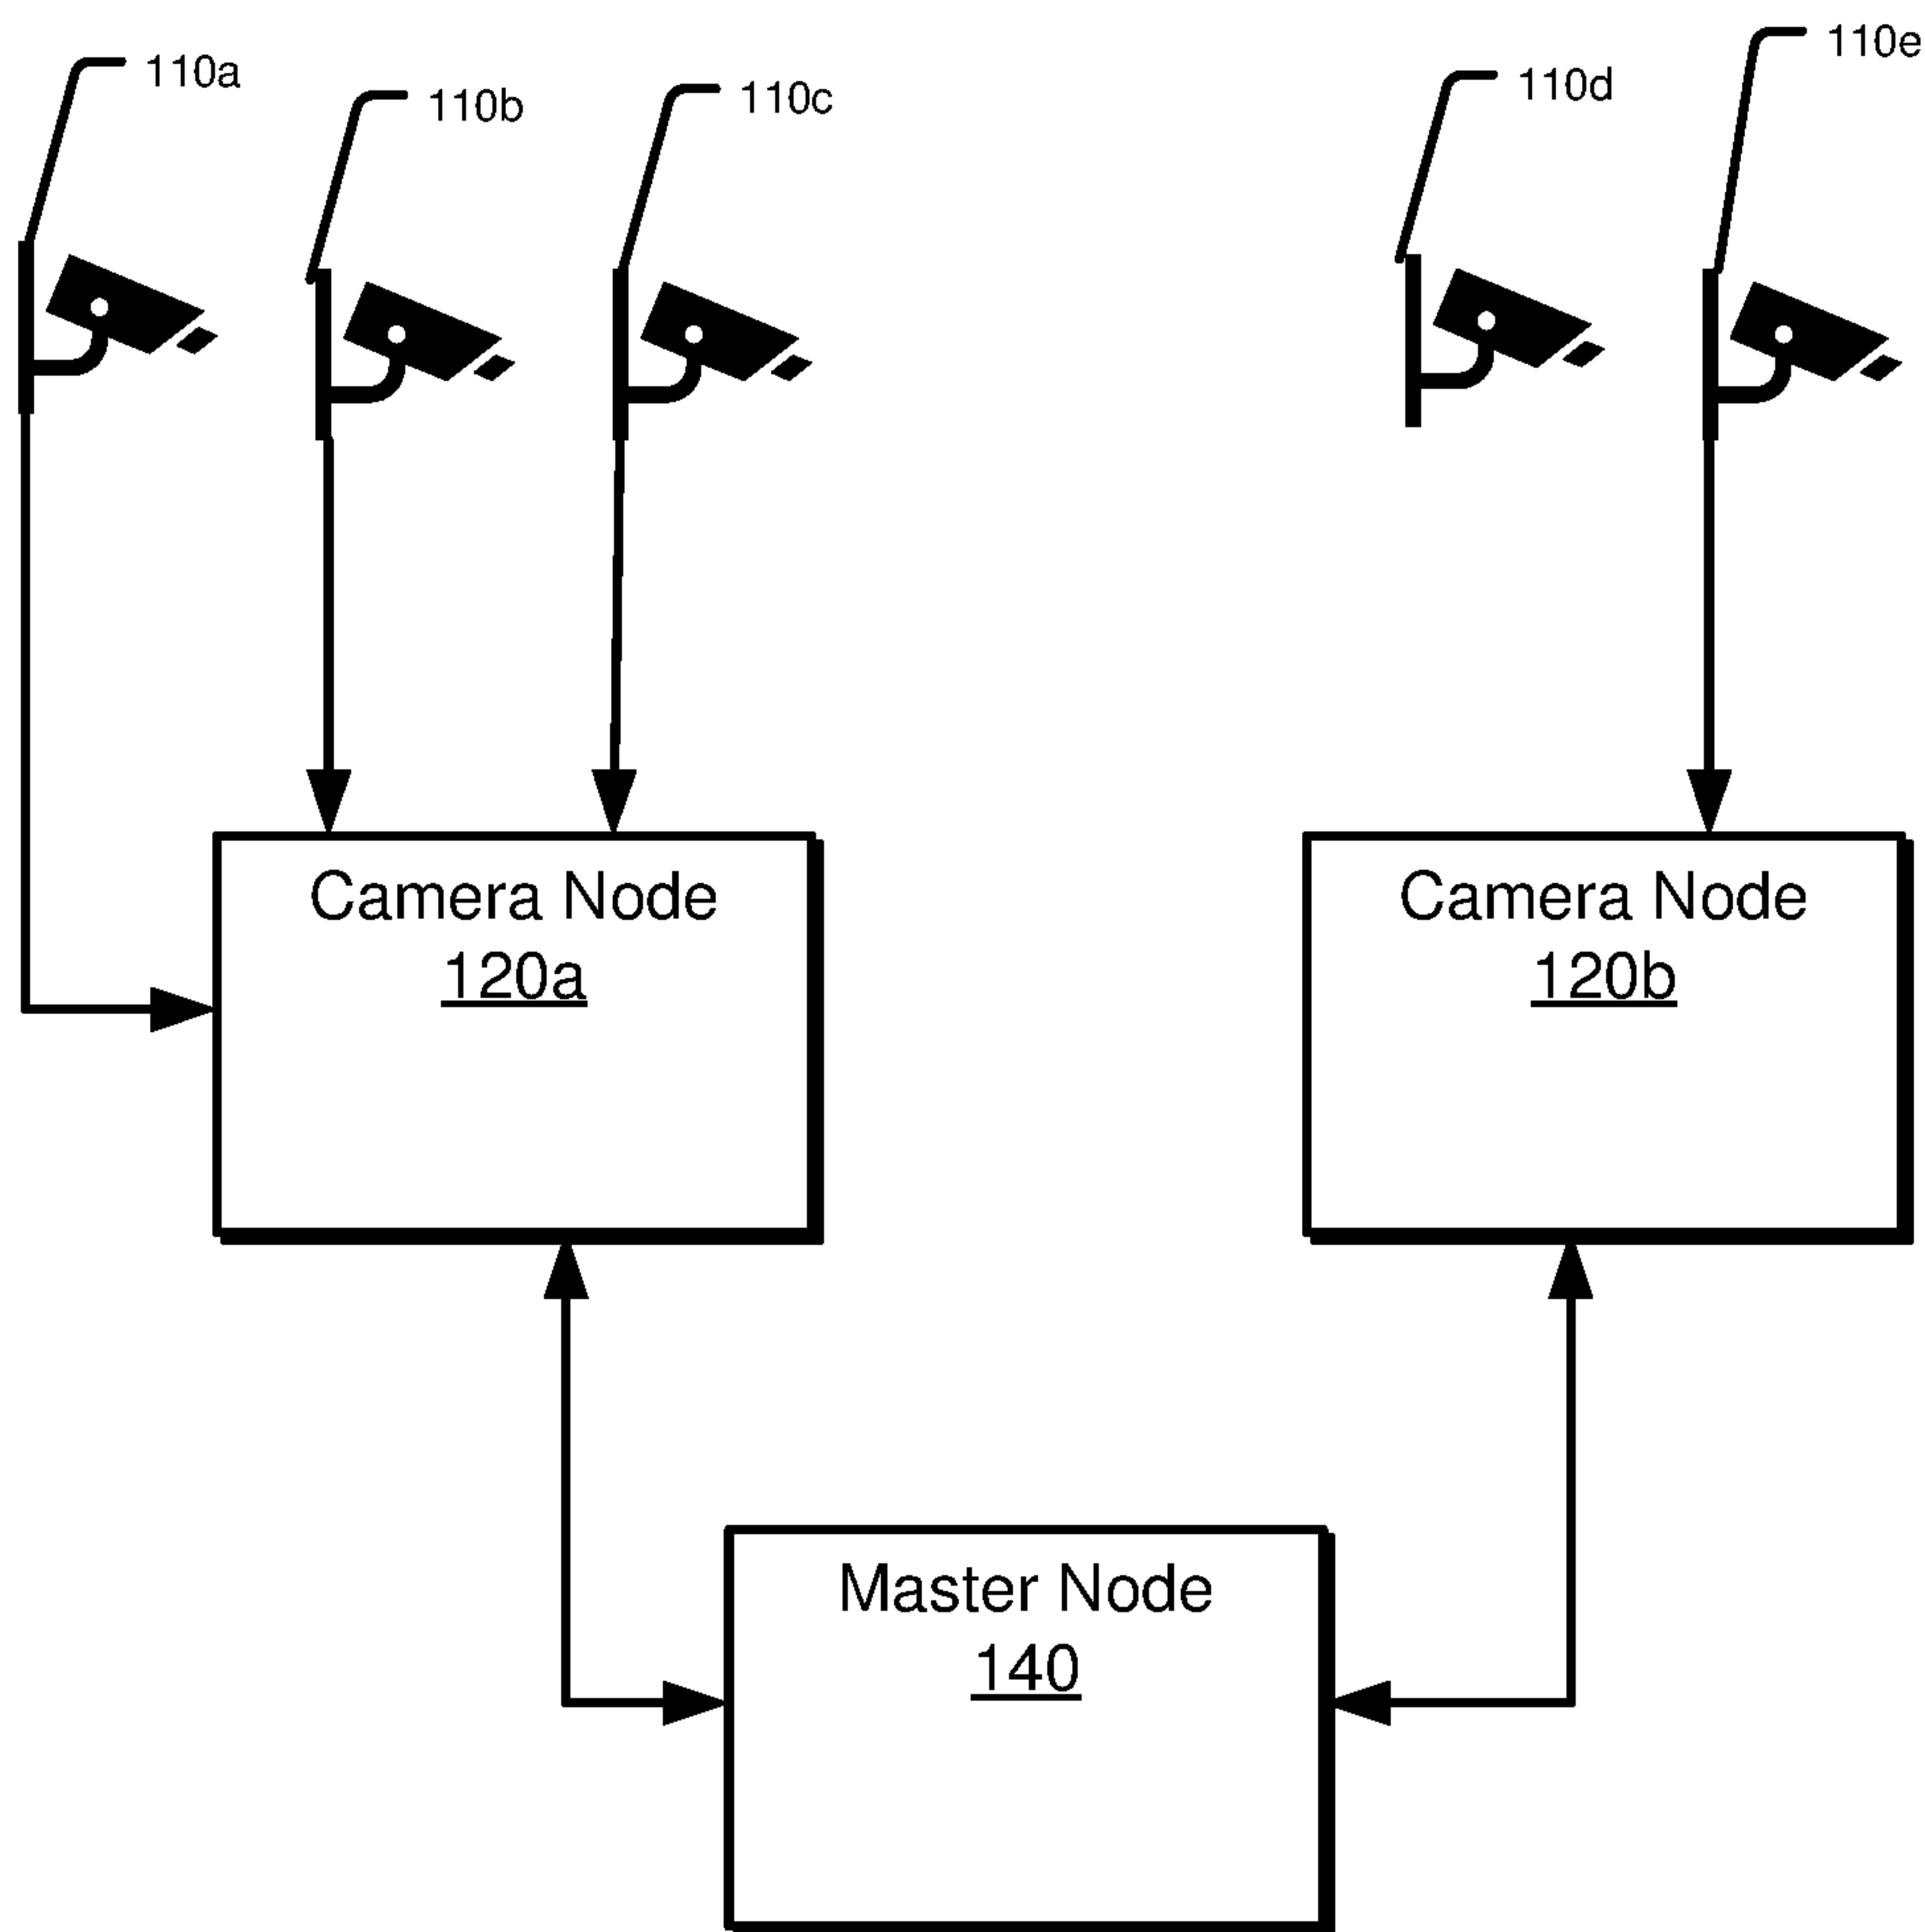 110a
110b
110c
110d
110e
Camera Node
120a
Camera Node
120b
Master Node
140